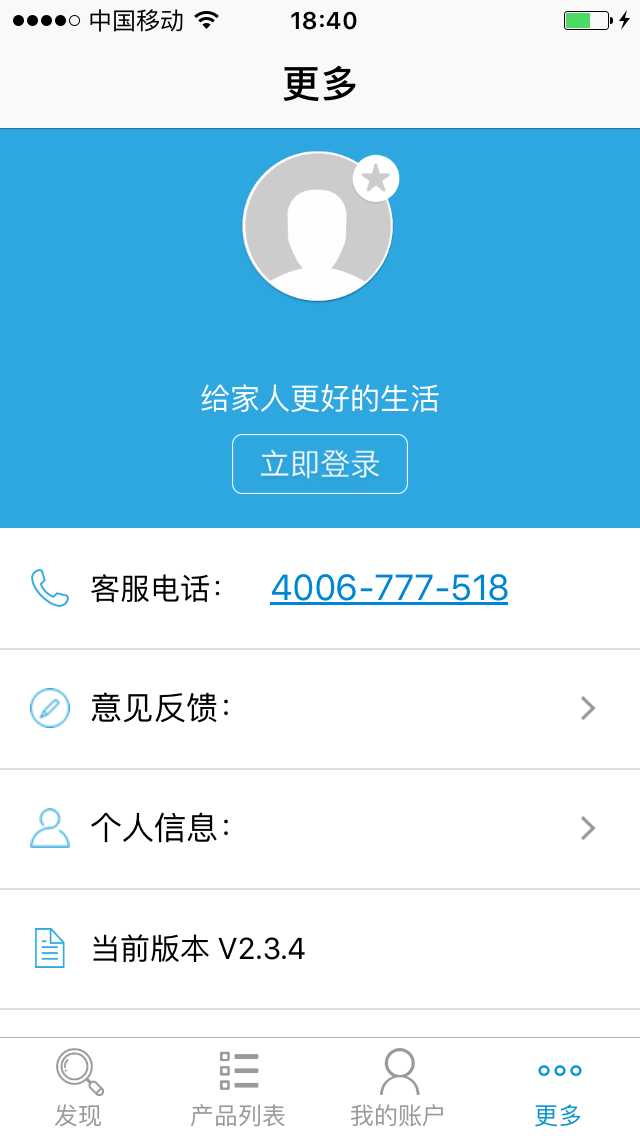 中国移动 18:40
更多
给家人更好的生活
立即登录
客服电话: 4006-777-518
意见反馈:
个人信息:
当前版本 V2.3.4
发现 产品列表 我的账户 更多